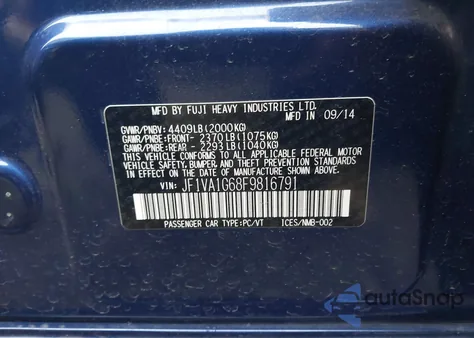 MFD BY FUJI HEAVY INDUSTRIES LTD.
MFD IN 09/14
GVWR/PNBV: 4409LB(2000KG)
GAWR/PNBE:FRONT- 2370LB(1075KG)
GAWR/PNBE:REAR - 2293LB(1040KG)
THIS VEHICLE CONFORMS TO ALL APPLICABLE FEDERAL MOTOR
VEHICLE SAFETY, BUMPER, AND THEFT PREVENTION STANDARDS
IN EFFECT ON THE DATE OF MANUFACTURE SHOWN ABOVE.
VIN: JF1VA1G68F9816791
PASSENGER CAR TYPE:PC/VT ICES/NMB-002
autoSnap